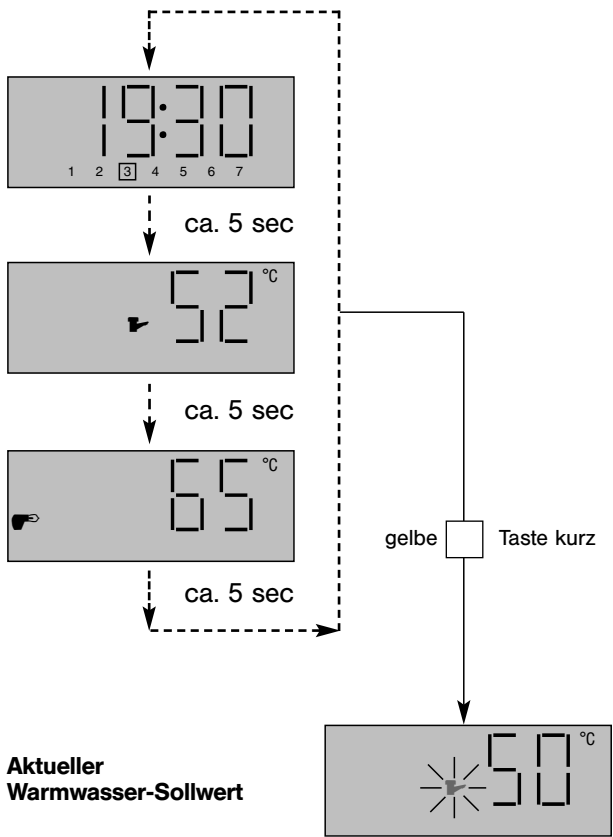 19:30
1 2 3 4 5 6 7
ca. 5 sec
52 °C
ca. 5 sec
65 °C
gelbe Taste kurz
ca. 5 sec
50 °C
Aktueller
Warmwasser-Sollwert